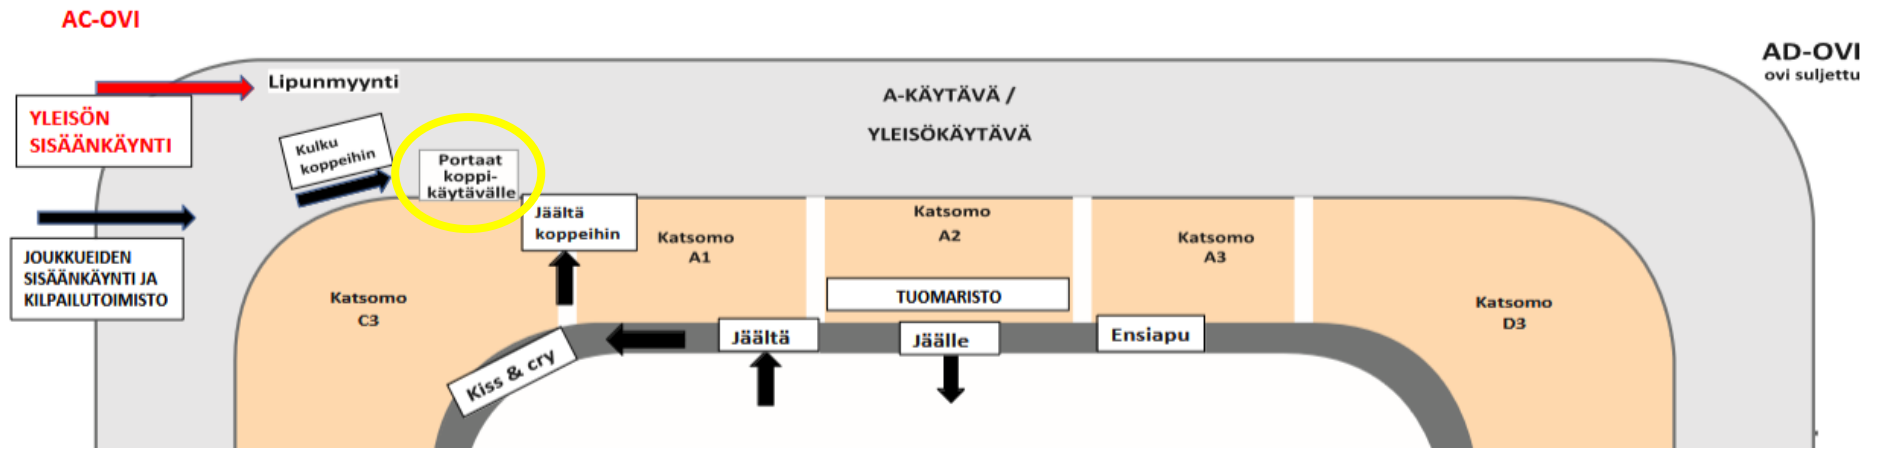 AC-OVI
AD-OVI
ovi suljettu
Lipunmyynti
YLEISÖN
SISÄÄNKÄYNTI
A-KÄYTÄVÄ /
YLEISÖKÄYTÄVÄ
Kulku
koppeihin
Portaat
koppi-
käytävälle
Jäältä
koppeihin
JOUKKUEIDEN
SISÄÄNKÄYNTI JA
KILPAILUTOIMISTO
Katsomo
A1
Katsomo
A2
Katsomo
A3
Katsomo
C3
TUOMARISTO
Katsomo
D3
Kiss & cry
Jäältä
Jäälle
Ensiapu